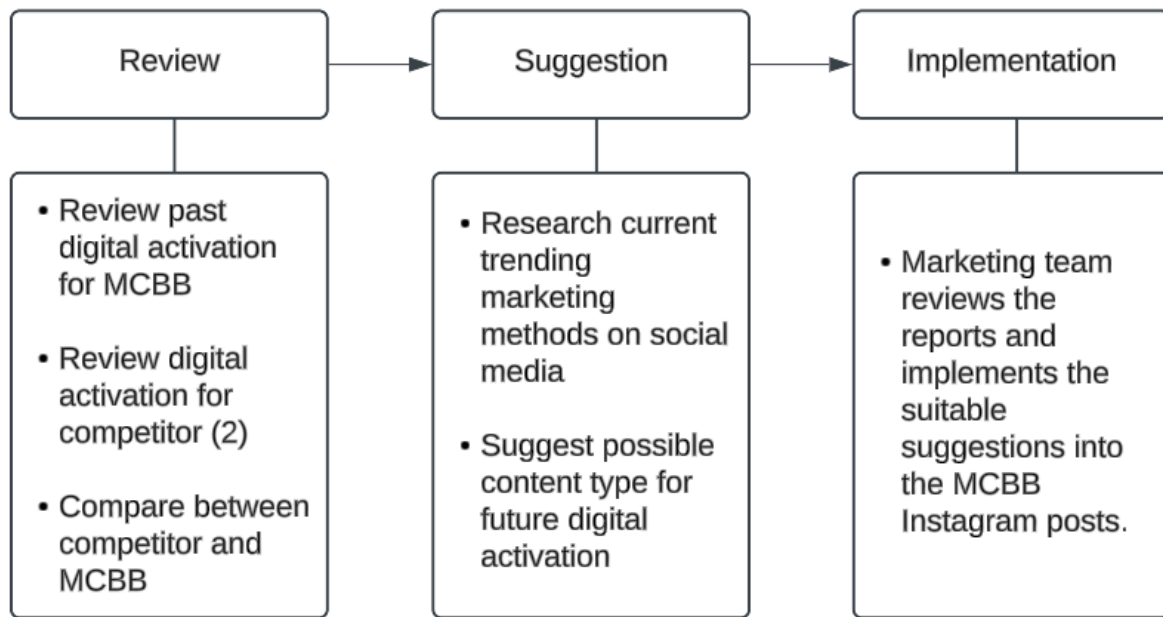 Review
Suggestion
Implementation
• Review past
digital activation
for MCBB
• Review digital
activation for
competitor (2)
• Compare between
competitor and
MCBB
• Research current
trending
marketing
methods on social
media
• Suggest possible
content type for
future digital
activation
• Marketing team
reviews the
reports and
implements the
suitable
suggestions into
the MCBB
Instagram posts.